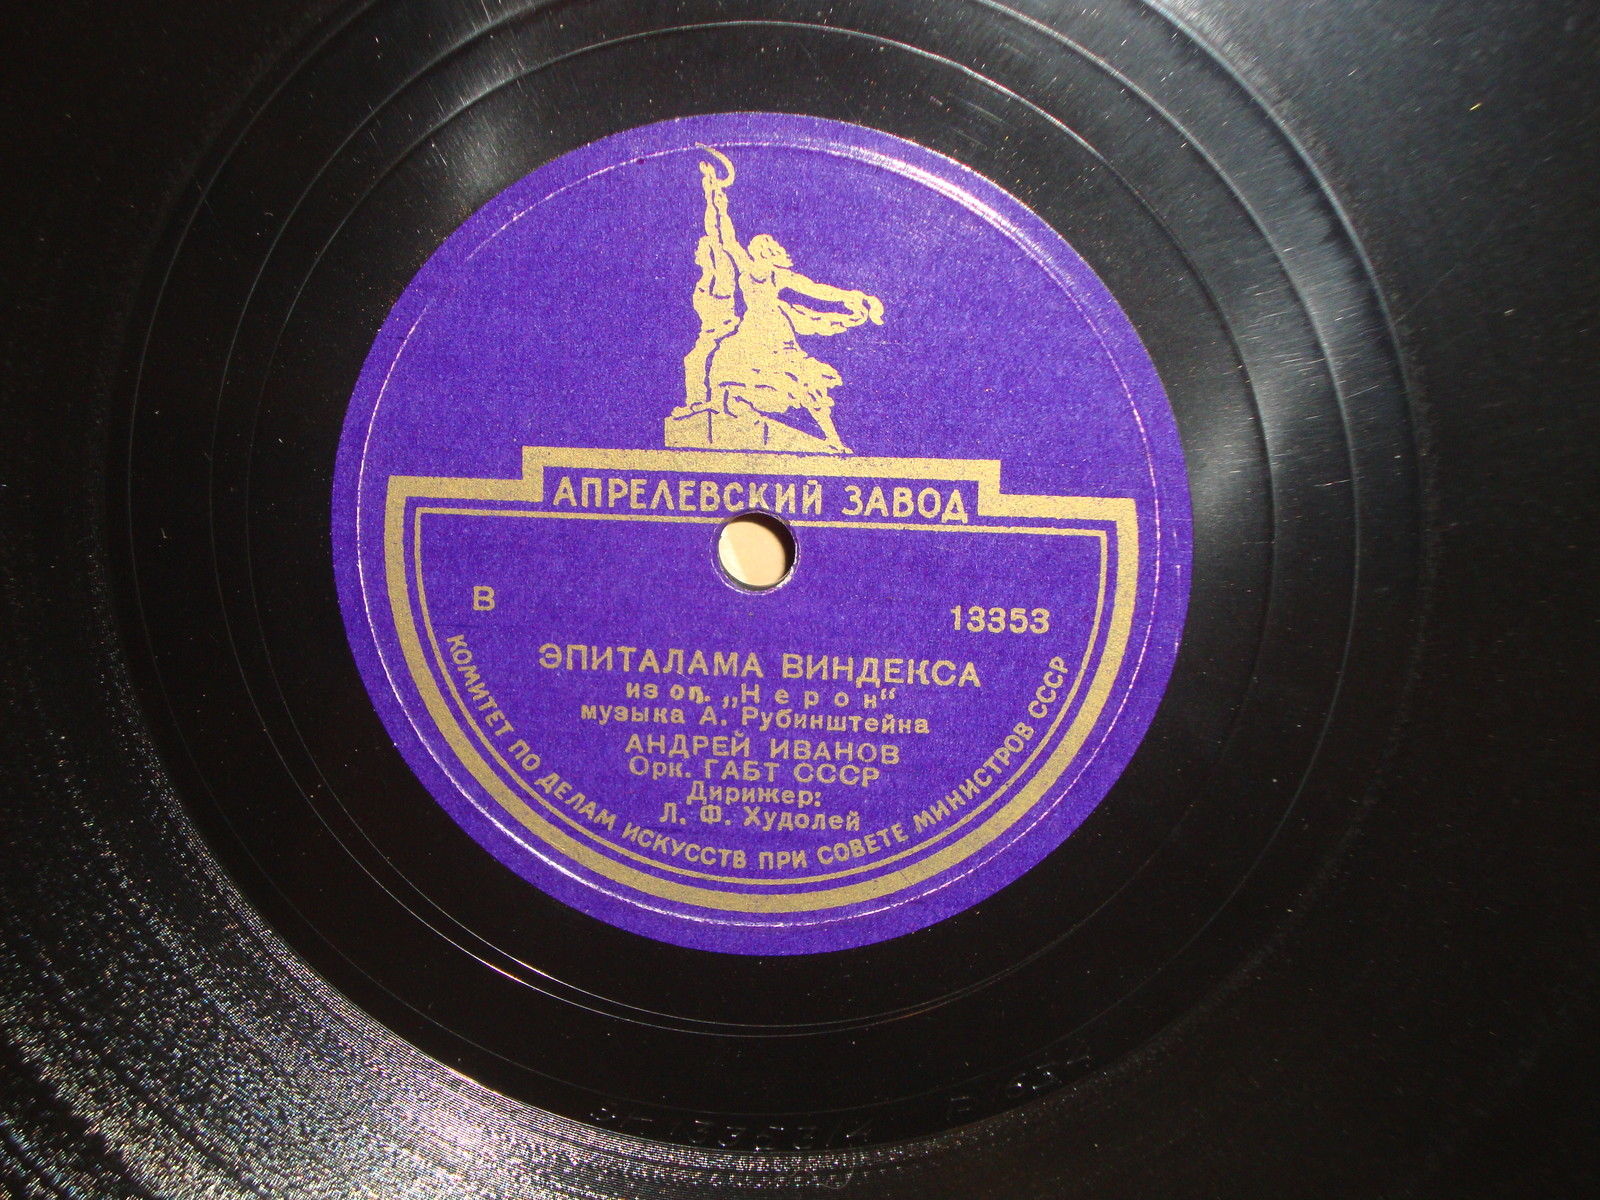 АПРЕЛЕВСКИЙ ЗАВОД
В 13353
ЭПИТАЛАМА ВИНДЕКСА
из оп. „Нерон“
музыка А. Рубинштейна
АНДРЕЙ ИВАНОВ
Орк. ГАБТ СССР
Дирижер:
Л. Ф. Худолей
КОМИТЕТ ПО ДЕЛАМ ИСКУССТВ ПРИ СОВЕТЕ МИНИСТРОВ СССР